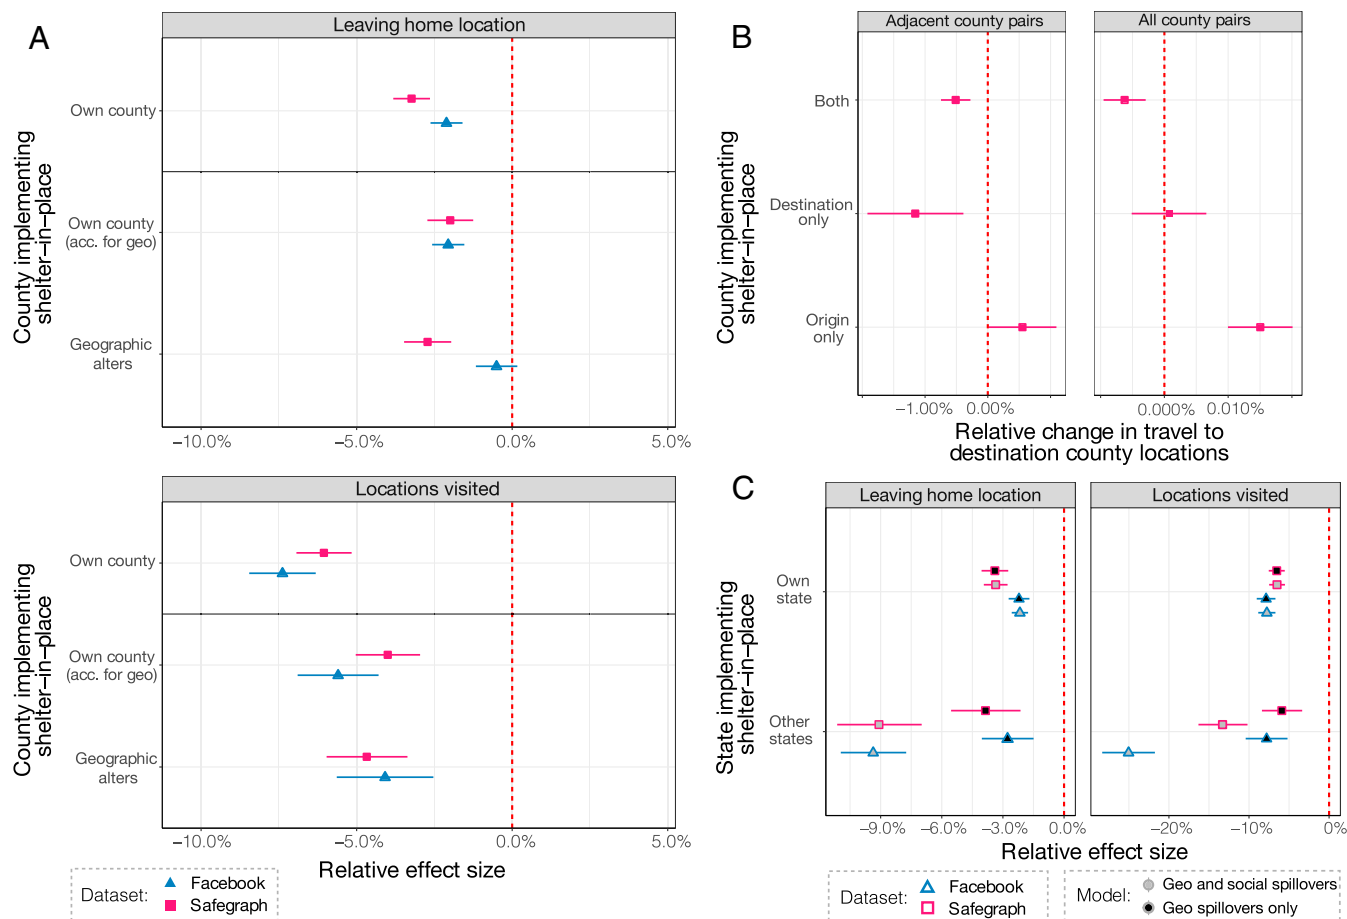 A
Leaving home location
County implementing
shelter−in−place
Own county
Own county
(acc. for geo)
Geographic
alters
−10.0%
−5.0%
0.0%
5.0%
Locations visited
County implementing
shelter−in−place
Own county
Own county
(acc. for geo)
Geographic
alters
−10.0%
−5.0%
0.0%
5.0%
Relative effect size
Dataset:
Facebook
Safegraph
B
Adjacent county pairs
All county pairs
County implementing
shelter−in−place
Both
Destination
only
Origin
only
−1.00%
0.00%
0.000%
0.010%
Relative change in travel to
destination county locations
C
Leaving home location
Locations visited
State implementing
shelter−in−place
Own
state
Other
states
−9.0%
−6.0%
−3.0%
0.0%
−20%
−10%
0%
Relative effect size
Dataset:
Facebook
Safegraph
Model:
Geo and social spillovers
Geo spillovers only